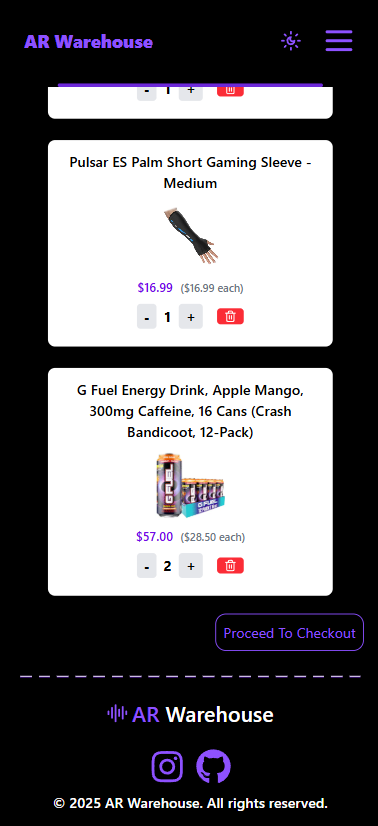 AR Warehouse
- 1 +
Pulsar ES Palm Short Gaming Sleeve -
Medium
$16.99 ($16.99 each)
- 1 +
G Fuel Energy Drink, Apple Mango,
300mg Caffeine, 16 Cans (Crash
Bandicoot, 12-Pack)
GFUEL
$57.00 ($28.50 each)
- 2 +
Proceed To Checkout
AR Warehouse
© 2025 AR Warehouse. All rights reserved.